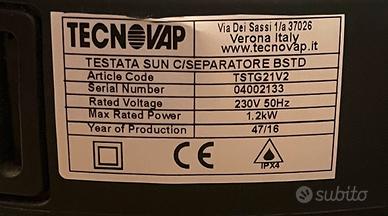 TECNOVAP
Via Dei Sassi 1/a 37026
Verona Italy
www.tecnovap.it
TESTATA SUN C/SEPARATORE BSTD
Article Code TSTG21V2
Serial Number 04002133
Rated Voltage 230V 50Hz
Max Rated Power 1.2kW
Year of Production 47/16
CE
IPX4
subito